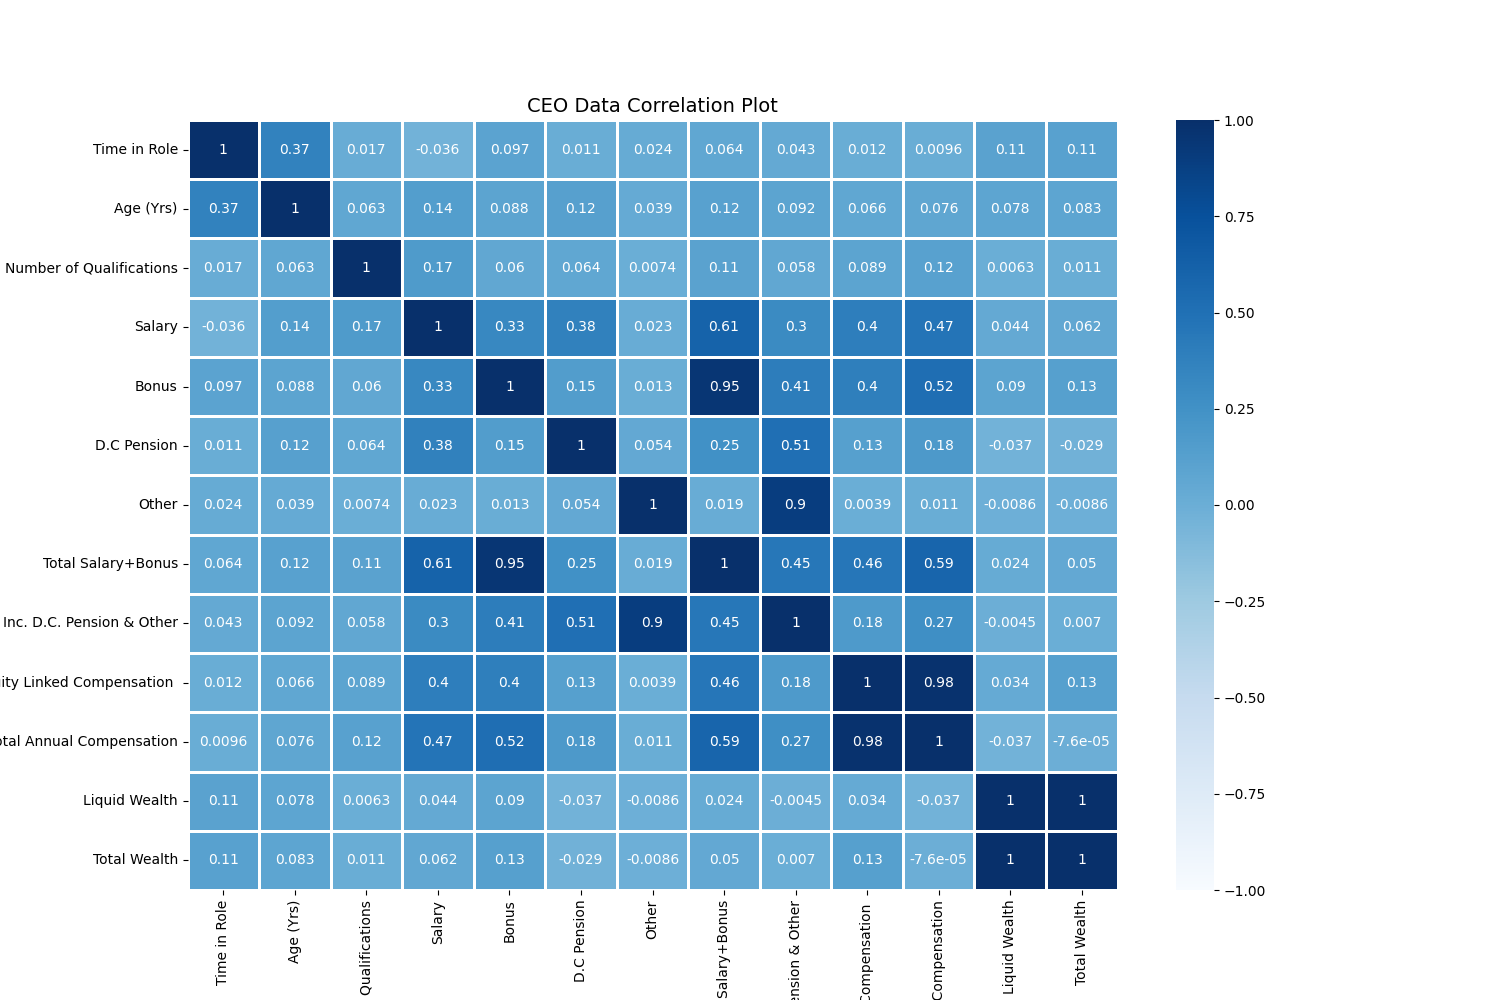 CEO Data Correlation Plot
Time in Role 1 0.37 0.017 -0.036 0.097 0.011 0.024 0.064 0.043 0.012 0.0096 0.11 0.11
Age (Yrs) 0.37 1 0.063 0.14 0.088 0.12 0.039 0.12 0.092 0.066 0.076 0.078 0.083
Number of Qualifications 0.017 0.063 1 0.17 0.06 0.064 0.0074 0.11 0.058 0.089 0.12 0.0063 0.011
Salary -0.036 0.14 0.17 1 0.33 0.38 0.023 0.61 0.3 0.4 0.47 0.044 0.062
Bonus 0.097 0.088 0.06 0.33 1 0.15 0.013 0.95 0.41 0.4 0.52 0.09 0.13
D.C Pension 0.011 0.12 0.064 0.38 0.15 1 0.054 0.25 0.51 0.13 0.18 -0.037 -0.029
Other 0.024 0.039 0.0074 0.023 0.013 0.054 1 0.019 0.9 0.0039 0.011 -0.0086 -0.0086
Total Salary+Bonus 0.064 0.12 0.11 0.61 0.95 0.25 0.019 1 0.45 0.46 0.59 0.024 0.05
Inc. D.C. Pension & Other 0.043 0.092 0.058 0.3 0.41 0.51 0.9 0.45 1 0.18 0.27 -0.0045 0.007
ity Linked Compensation 0.012 0.066 0.089 0.4 0.4 0.13 0.0039 0.46 0.18 1 0.98 0.034 0.13
otal Annual Compensation 0.0096 0.076 0.12 0.47 0.52 0.18 0.011 0.59 0.27 0.98 1 -0.037 -7.6e-05
Liquid Wealth 0.11 0.078 0.0063 0.044 0.09 -0.037 -0.0086 0.024 -0.0045 0.034 -0.037 1 1
Total Wealth 0.11 0.083 0.011 0.062 0.13 -0.029 -0.0086 0.05 0.007 0.13 -7.6e-05 1 1
Time in Role
Age (Yrs)
Qualifications
Salary
Bonus
D.C Pension
Other
Salary+Bonus
ension & Other
Compensation
Compensation
Liquid Wealth
Total Wealth
1.00
0.75
0.50
0.25
0.00
−0.25
−0.50
−0.75
−1.00